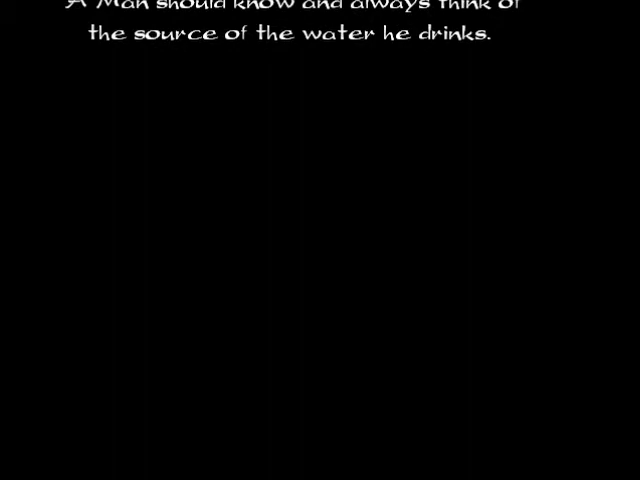 A Man should know and always think of
the source of the water he drinks.